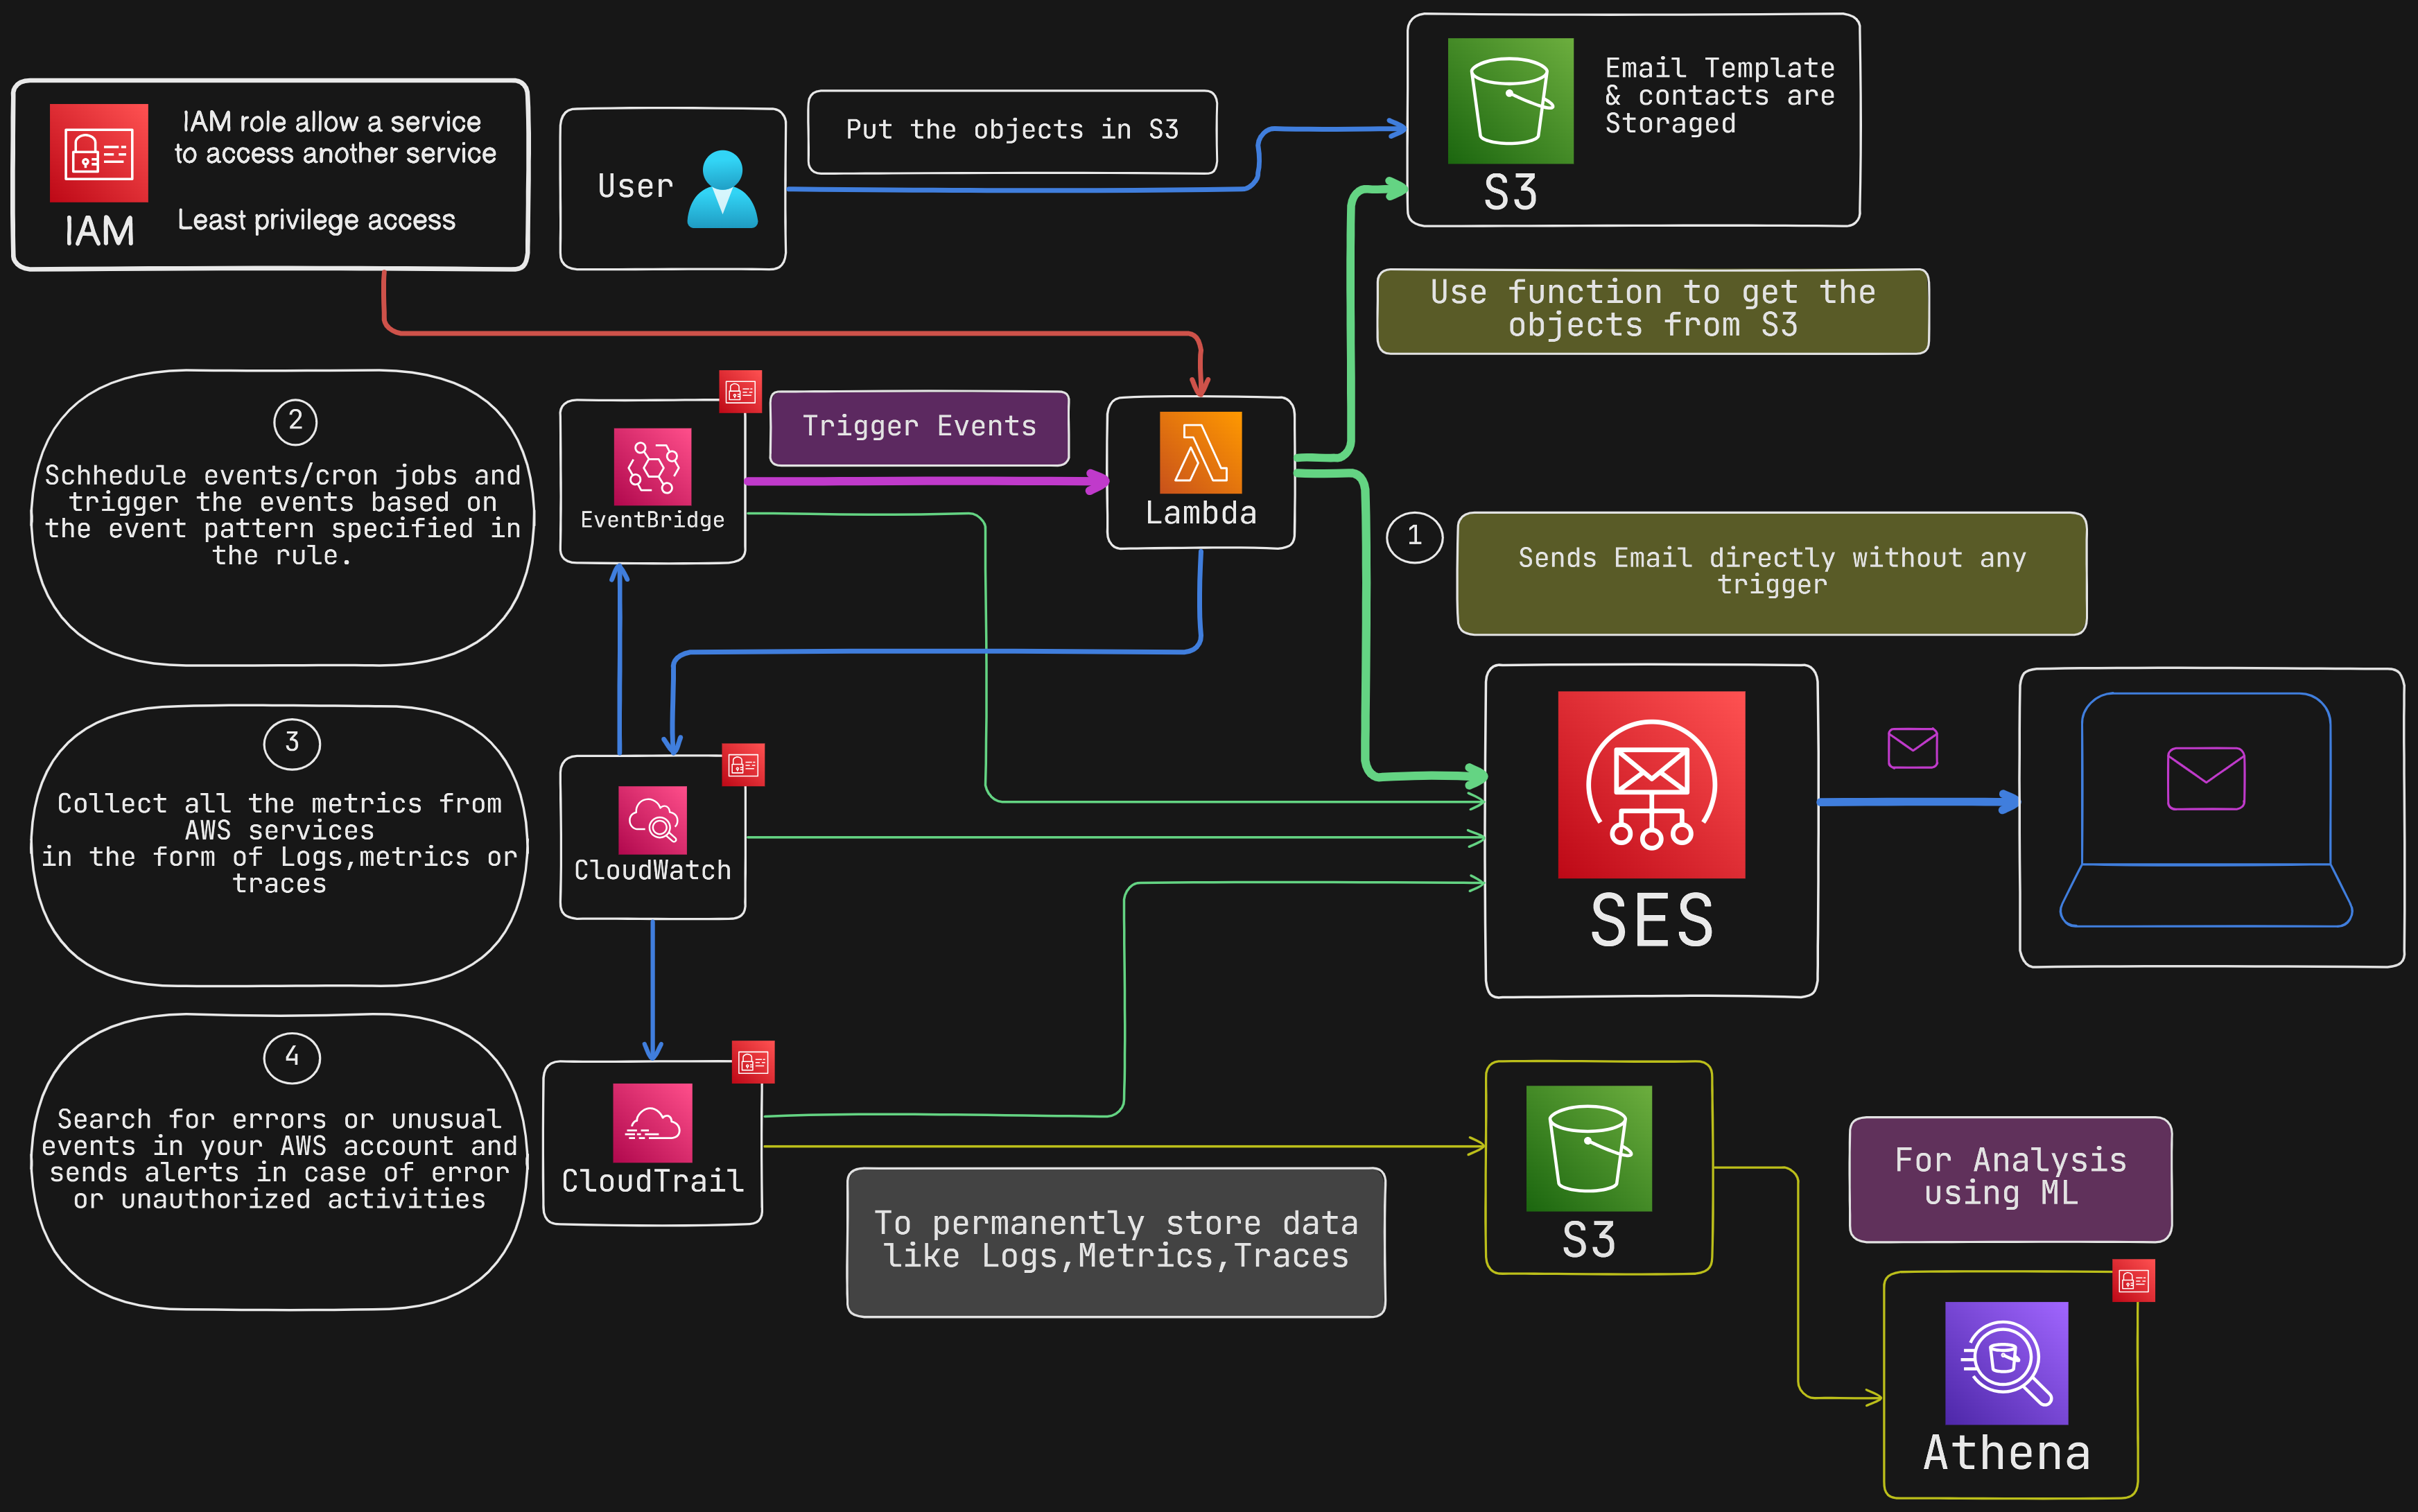 IAM role allow a service
to access another service
Least privilege access
IAM
User
Put the objects in S3
Email Template
& contacts are
Storaged
S3
Use function to get the
objects from S3
2
Schhedule events/cron jobs and
trigger the events based on
the event pattern specified in
the rule.
EventBridge
Trigger Events
Lambda
1
Sends Email directly without any
trigger
3
Collect all the metrics from
AWS services
in the form of Logs,metrics or
traces
CloudWatch
SES
4
Search for errors or unusual
events in your AWS account and
sends alerts in case of error
or unauthorized activities
CloudTrail
To permanently store data
like Logs,Metrics,Traces
S3
For Analysis
using ML
Athena